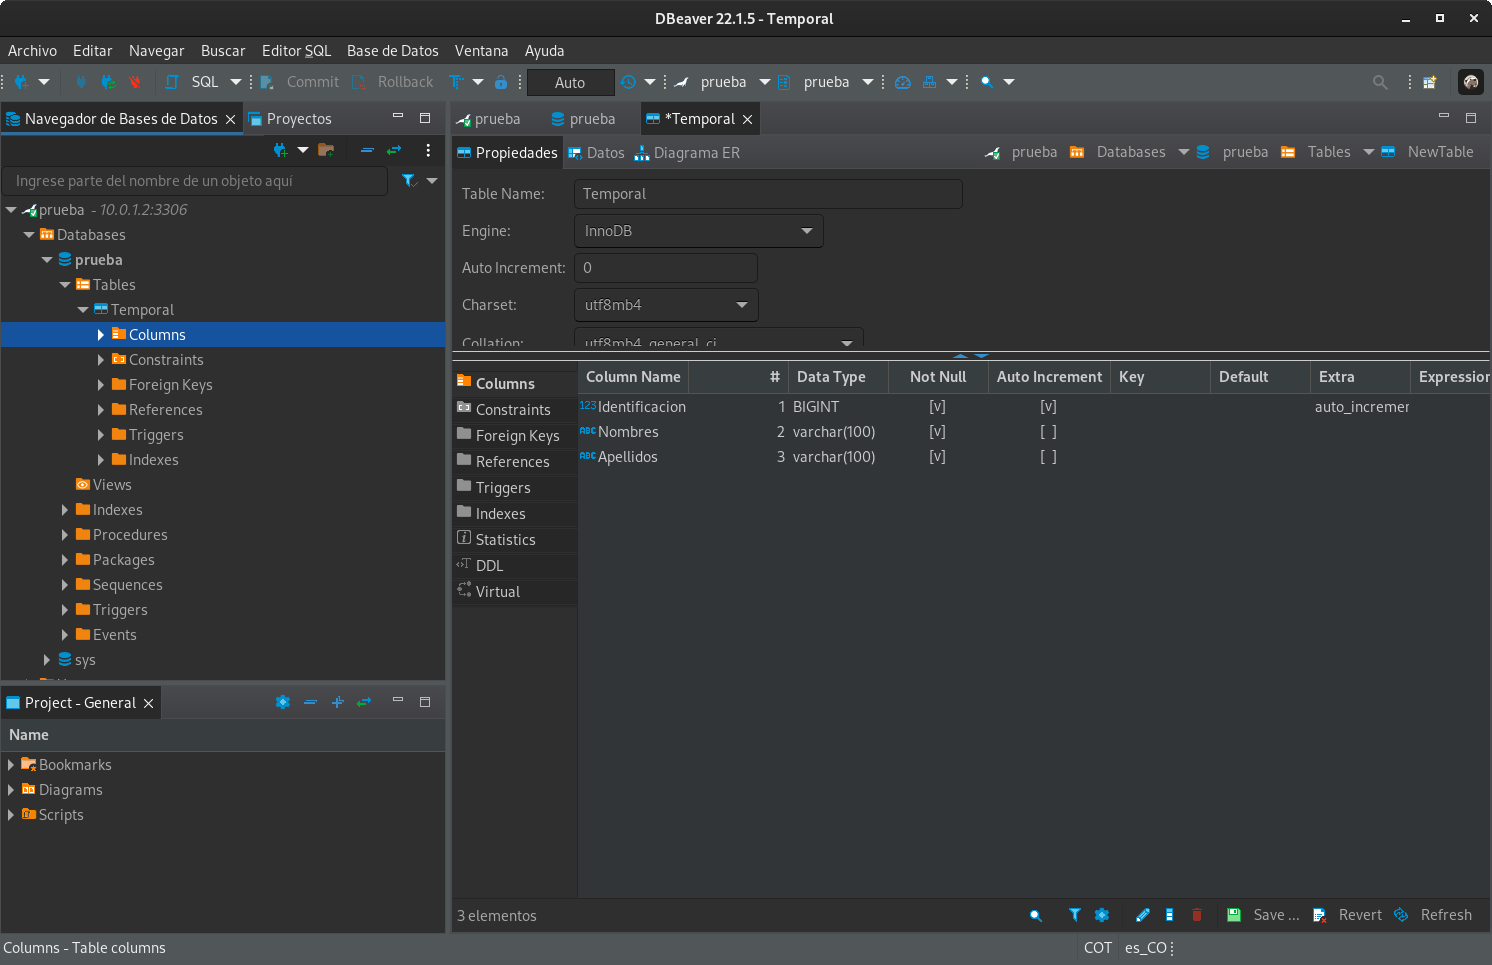 DBeaver 22.1.5 - Temporal
Archivo Editar Navegar Buscar Editor SQL Base de Datos Ventana Ayuda
SQL Commit Rollback Auto prueba prueba
Navegador de Bases de Datos Proyectos
Ingrese parte del nombre de un objeto aquí
prueba - 10.0.1.2:3306
Databases
prueba
Tables
Temporal
Columns
Constraints
Foreign Keys
References
Triggers
Indexes
Views
Indexes
Procedures
Packages
Sequences
Triggers
Events
sys
Project - General
Name
Bookmarks
Diagrams
Scripts
prueba prueba *Temporal
Propiedades Datos Diagrama ER prueba Databases prueba Tables NewTable
Table Name: Temporal
Engine: InnoDB
Auto Increment: 0
Charset: utf8mb4
Collation: utf8mb4_general_ci
Columns
Constraints
Foreign Keys
References
Triggers
Indexes
Statistics
DDL
Virtual
Column Name # Data Type Not Null Auto Increment Key Default Extra Expression
123 Identificacion 1 BIGINT [v] [v] auto_incremer
ABC Nombres 2 varchar(100) [v] [ ]
ABC Apellidos 3 varchar(100) [v] [ ]
3 elementos Save ... Revert Refresh
Columns - Table columns COT es_CO